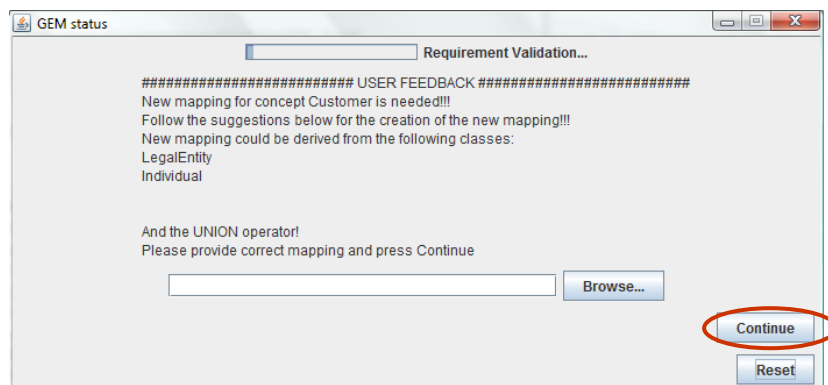 GEM status
Requirement Validation...
########################## USER FEEDBACK ##########################
New mapping for concept Customer is needed!!!
Follow the suggestions below for the creation of the new mapping!!!
New mapping could be derived from the following classes:
LegalEntity
Individual
And the UNION operator!
Please provide correct mapping and press Continue
Browse...
Continue
Reset